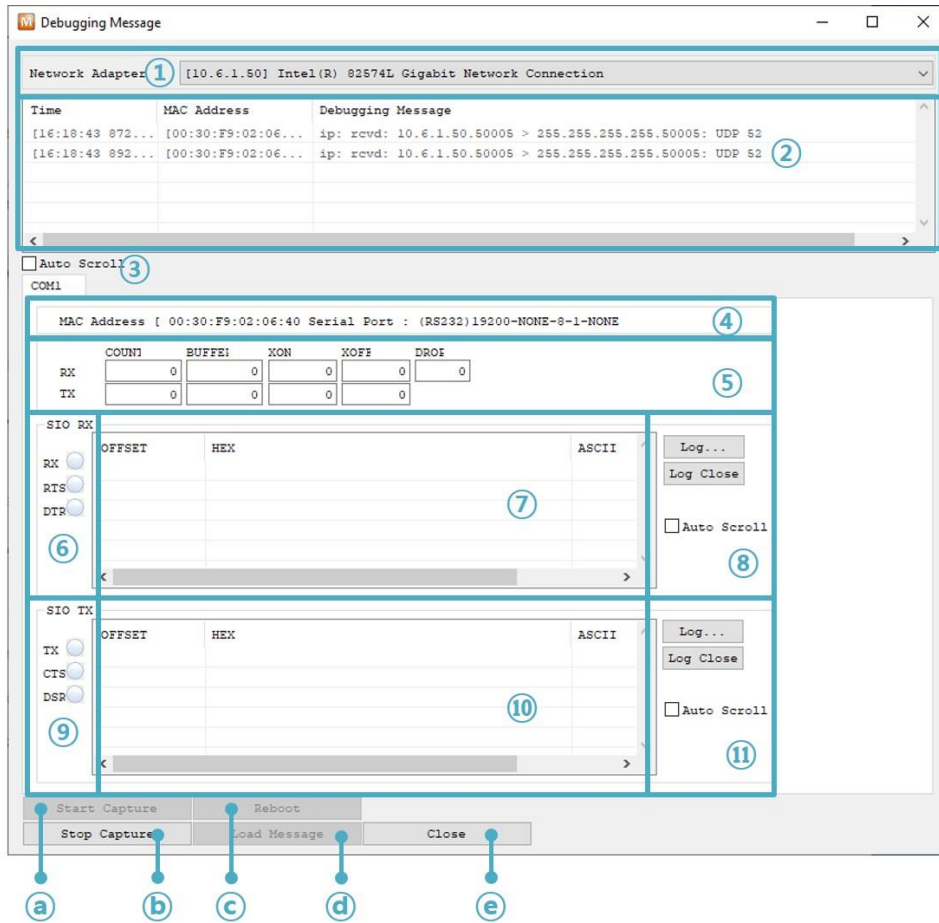 M Debugging Message
Network Adapter ① [10.6.1.50] Intel(R) 82574L Gigabit Network Connection
Time MAC Address Debugging Message
[16:18:43 872... [00:30:F9:02:06... ip: rcvd: 10.6.1.50.50005 > 255.255.255.255.50005: UDP 52
[16:18:43 892... [00:30:F9:02:06... ip: rcvd: 10.6.1.50.50005 > 255.255.255.255.50005: UDP 52 ②
Auto Scroll ③
COM1
MAC Address [ 00:30:F9:02:06:40 Serial Port : (RS232)19200-NONE-8-1-NONE ④
COUNT BUFFER XON XOFF DROP
RX 0 0 0 0 0 ⑤
TX 0 0 0 0
SIO RX
OFFSET HEX ASCII
RX
RTS
DTR
⑥
⑦
Log...
Log Close
Auto Scroll
⑧
SIO TX
OFFSET HEX ASCII
TX
CTS
DSR
⑨
⑩
Log...
Log Close
Auto Scroll
⑪
Start Capture Reboot
Stop Capture Load Message Close
ⓐ ⓑ ⓒ ⓓ ⓔ